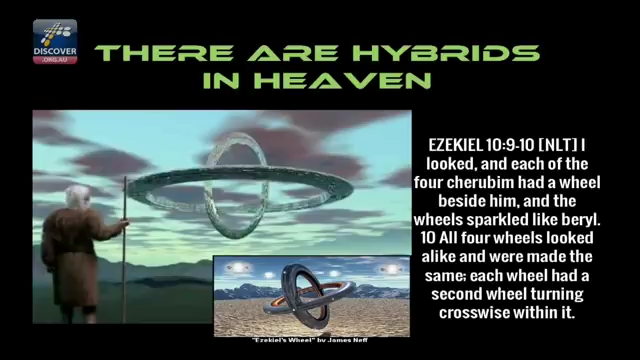 DISCOVER
.ORG.AU
THERE ARE HYBRIDS
IN HEAVEN
EZEKIEL 10:9-10 [NLT] I
looked, and each of the
four cherubim had a wheel
beside him, and the
wheels sparkled like beryl.
10 All four wheels looked
alike and were made the
same; each wheel had a
second wheel turning
crosswise within it.
"Ezekiel's Wheel" by James Neff